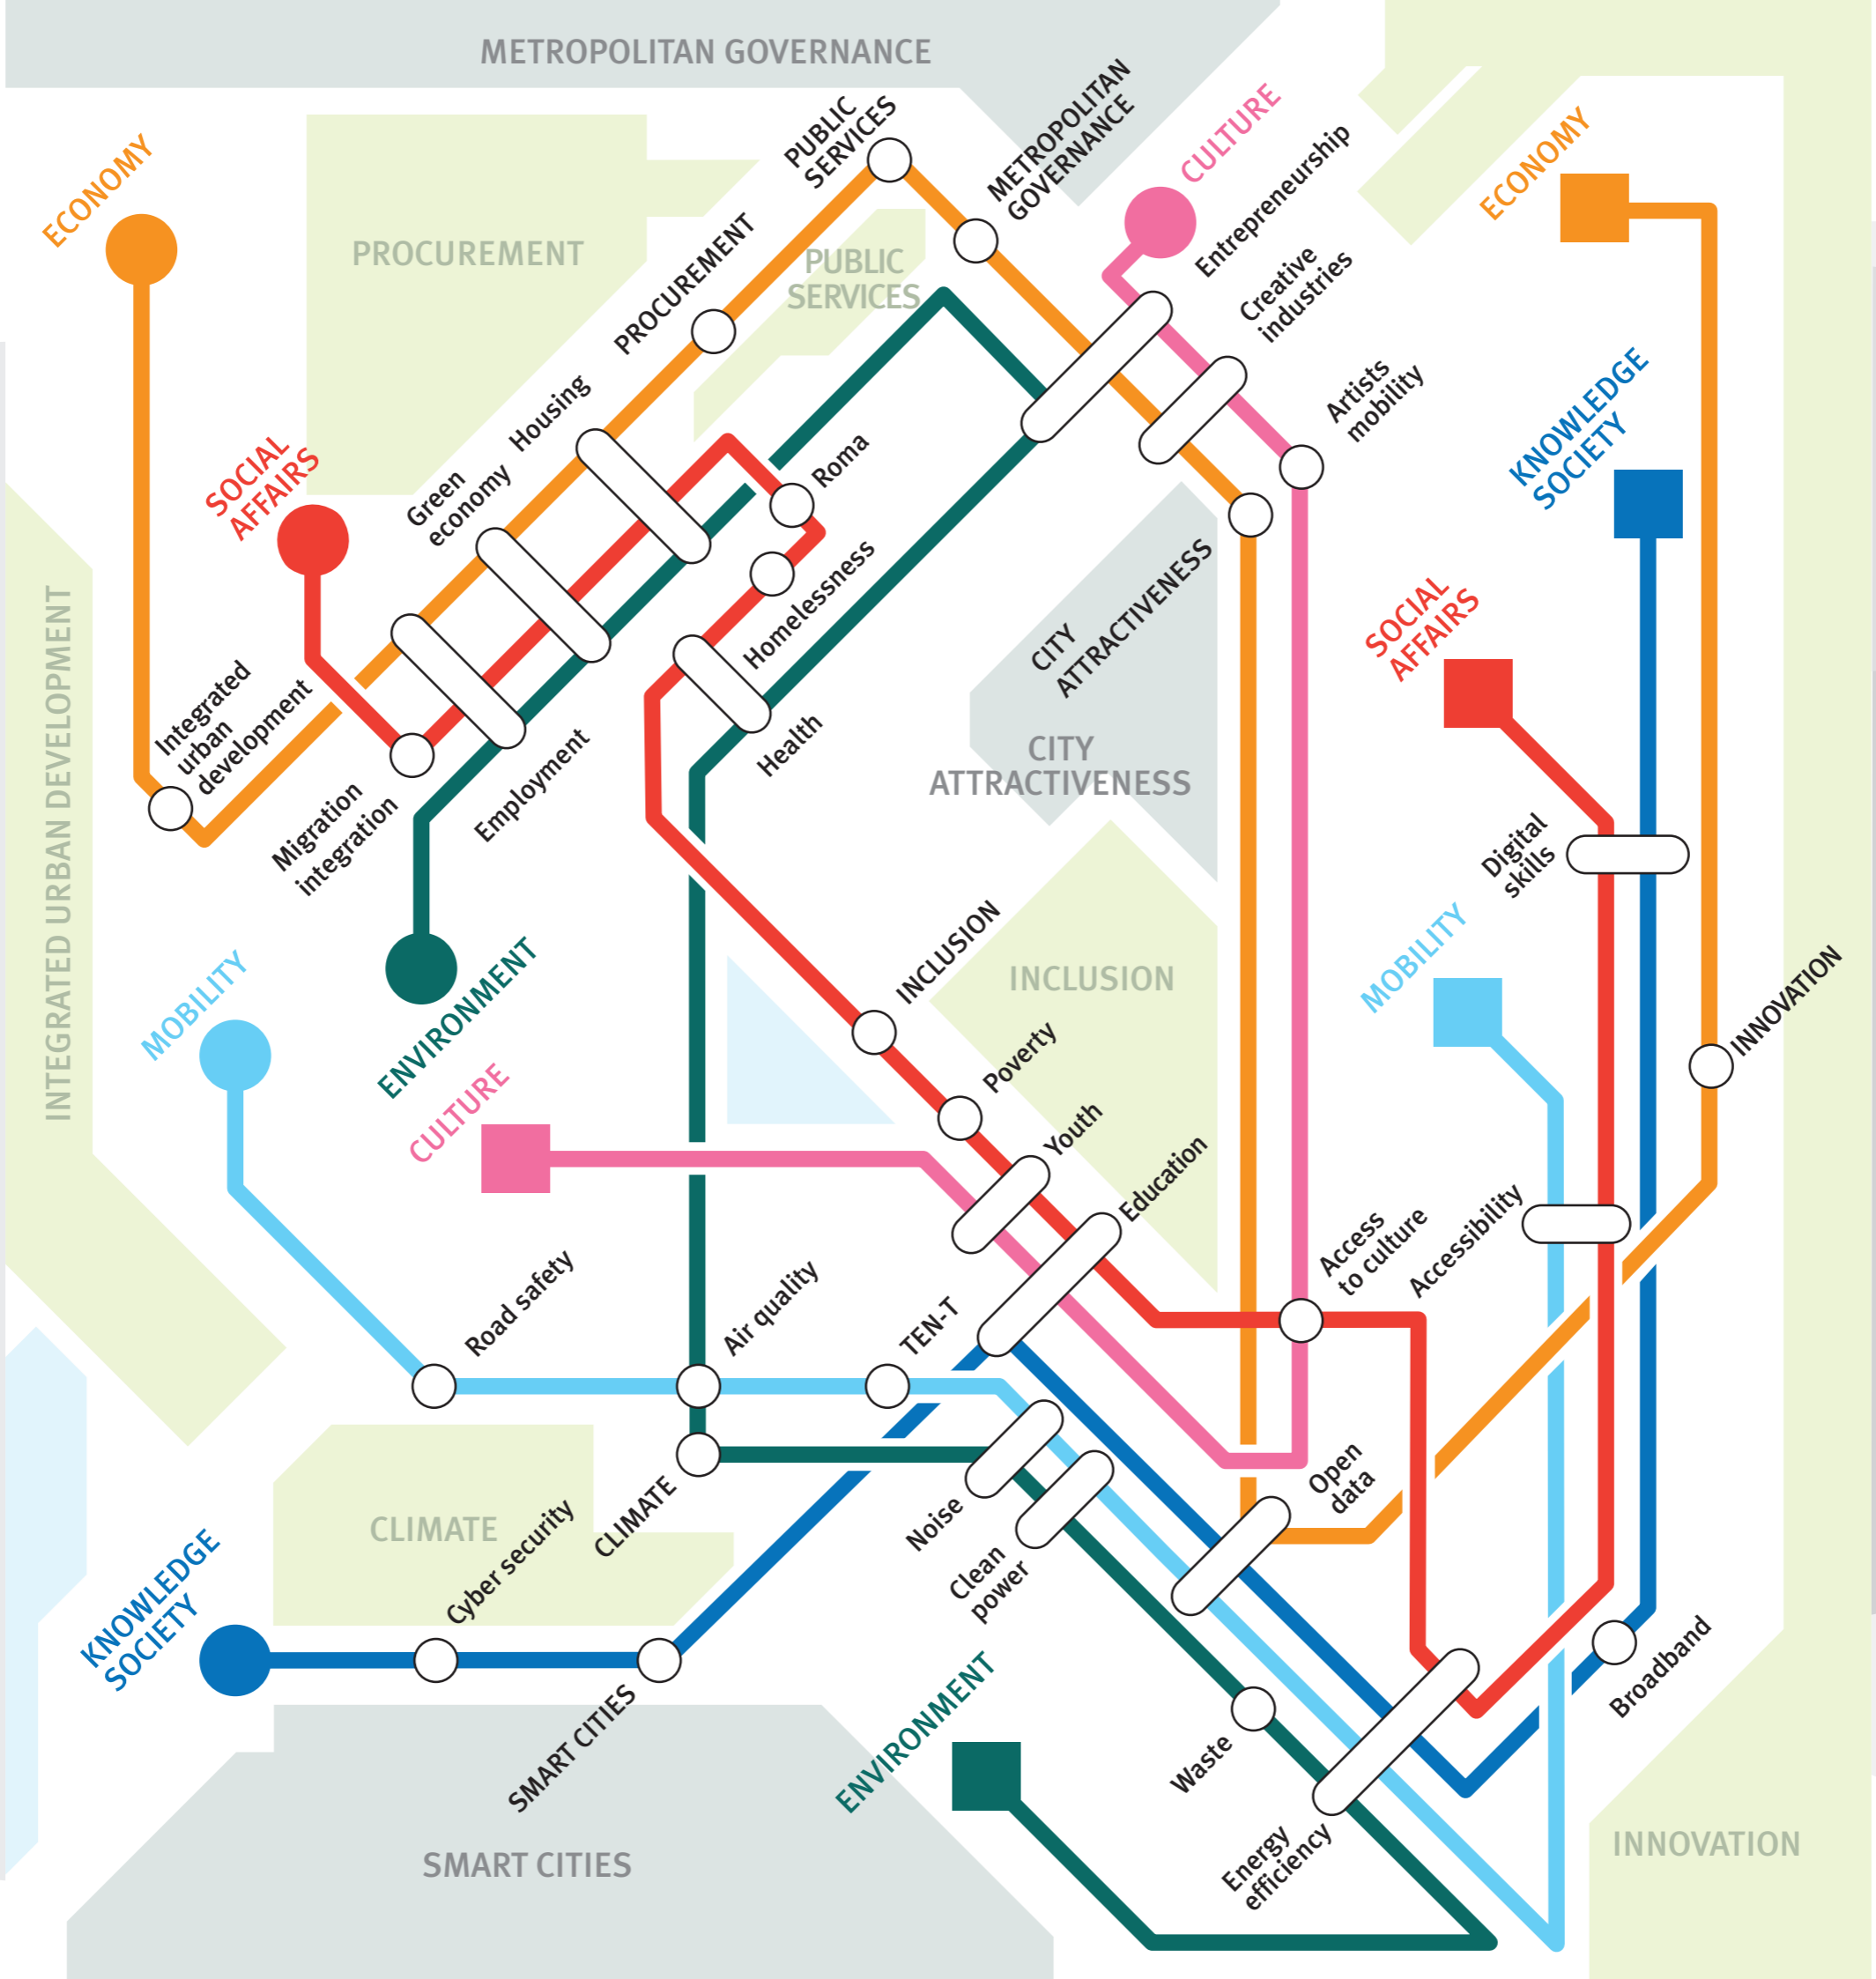 METROPOLITAN GOVERNANCE
ECONOMY
PUBLIC
SERVICES
METROPOLITAN
GOVERNANCE
CULTURE
Entrepreneurship
ECONOMY
PROCUREMENT
PROCUREMENT
PUBLIC
SERVICES
Creative
industries
Artists
mobility
KNOWLEDGE
SOCIETY
SOCIAL
AFFAIRS
Green
economy
Housing
Roma
Homelessness
CITY
ATTRACTIVENESS
SOCIAL
AFFAIRS
INTEGRATED URBAN DEVELOPMENT
Integrated
urban
development
Migration
integration
Employment
Health
CITY
ATTRACTIVENESS
Digital
skills
MOBILITY
ENVIRONMENT
INCLUSION
INCLUSION
MOBILITY
INNOVATION
CULTURE
Poverty
Youth
Education
Road safety
Air quality
TEN-T
Access
to culture
Accessibility
CLIMATE
CLIMATE
Cyber security
Noise
Clean
power
Open
data
KNOWLEDGE
SOCIETY
SMART CITIES
ENVIRONMENT
Waste
Broadband
SMART CITIES
Energy
efficiency
INNOVATION